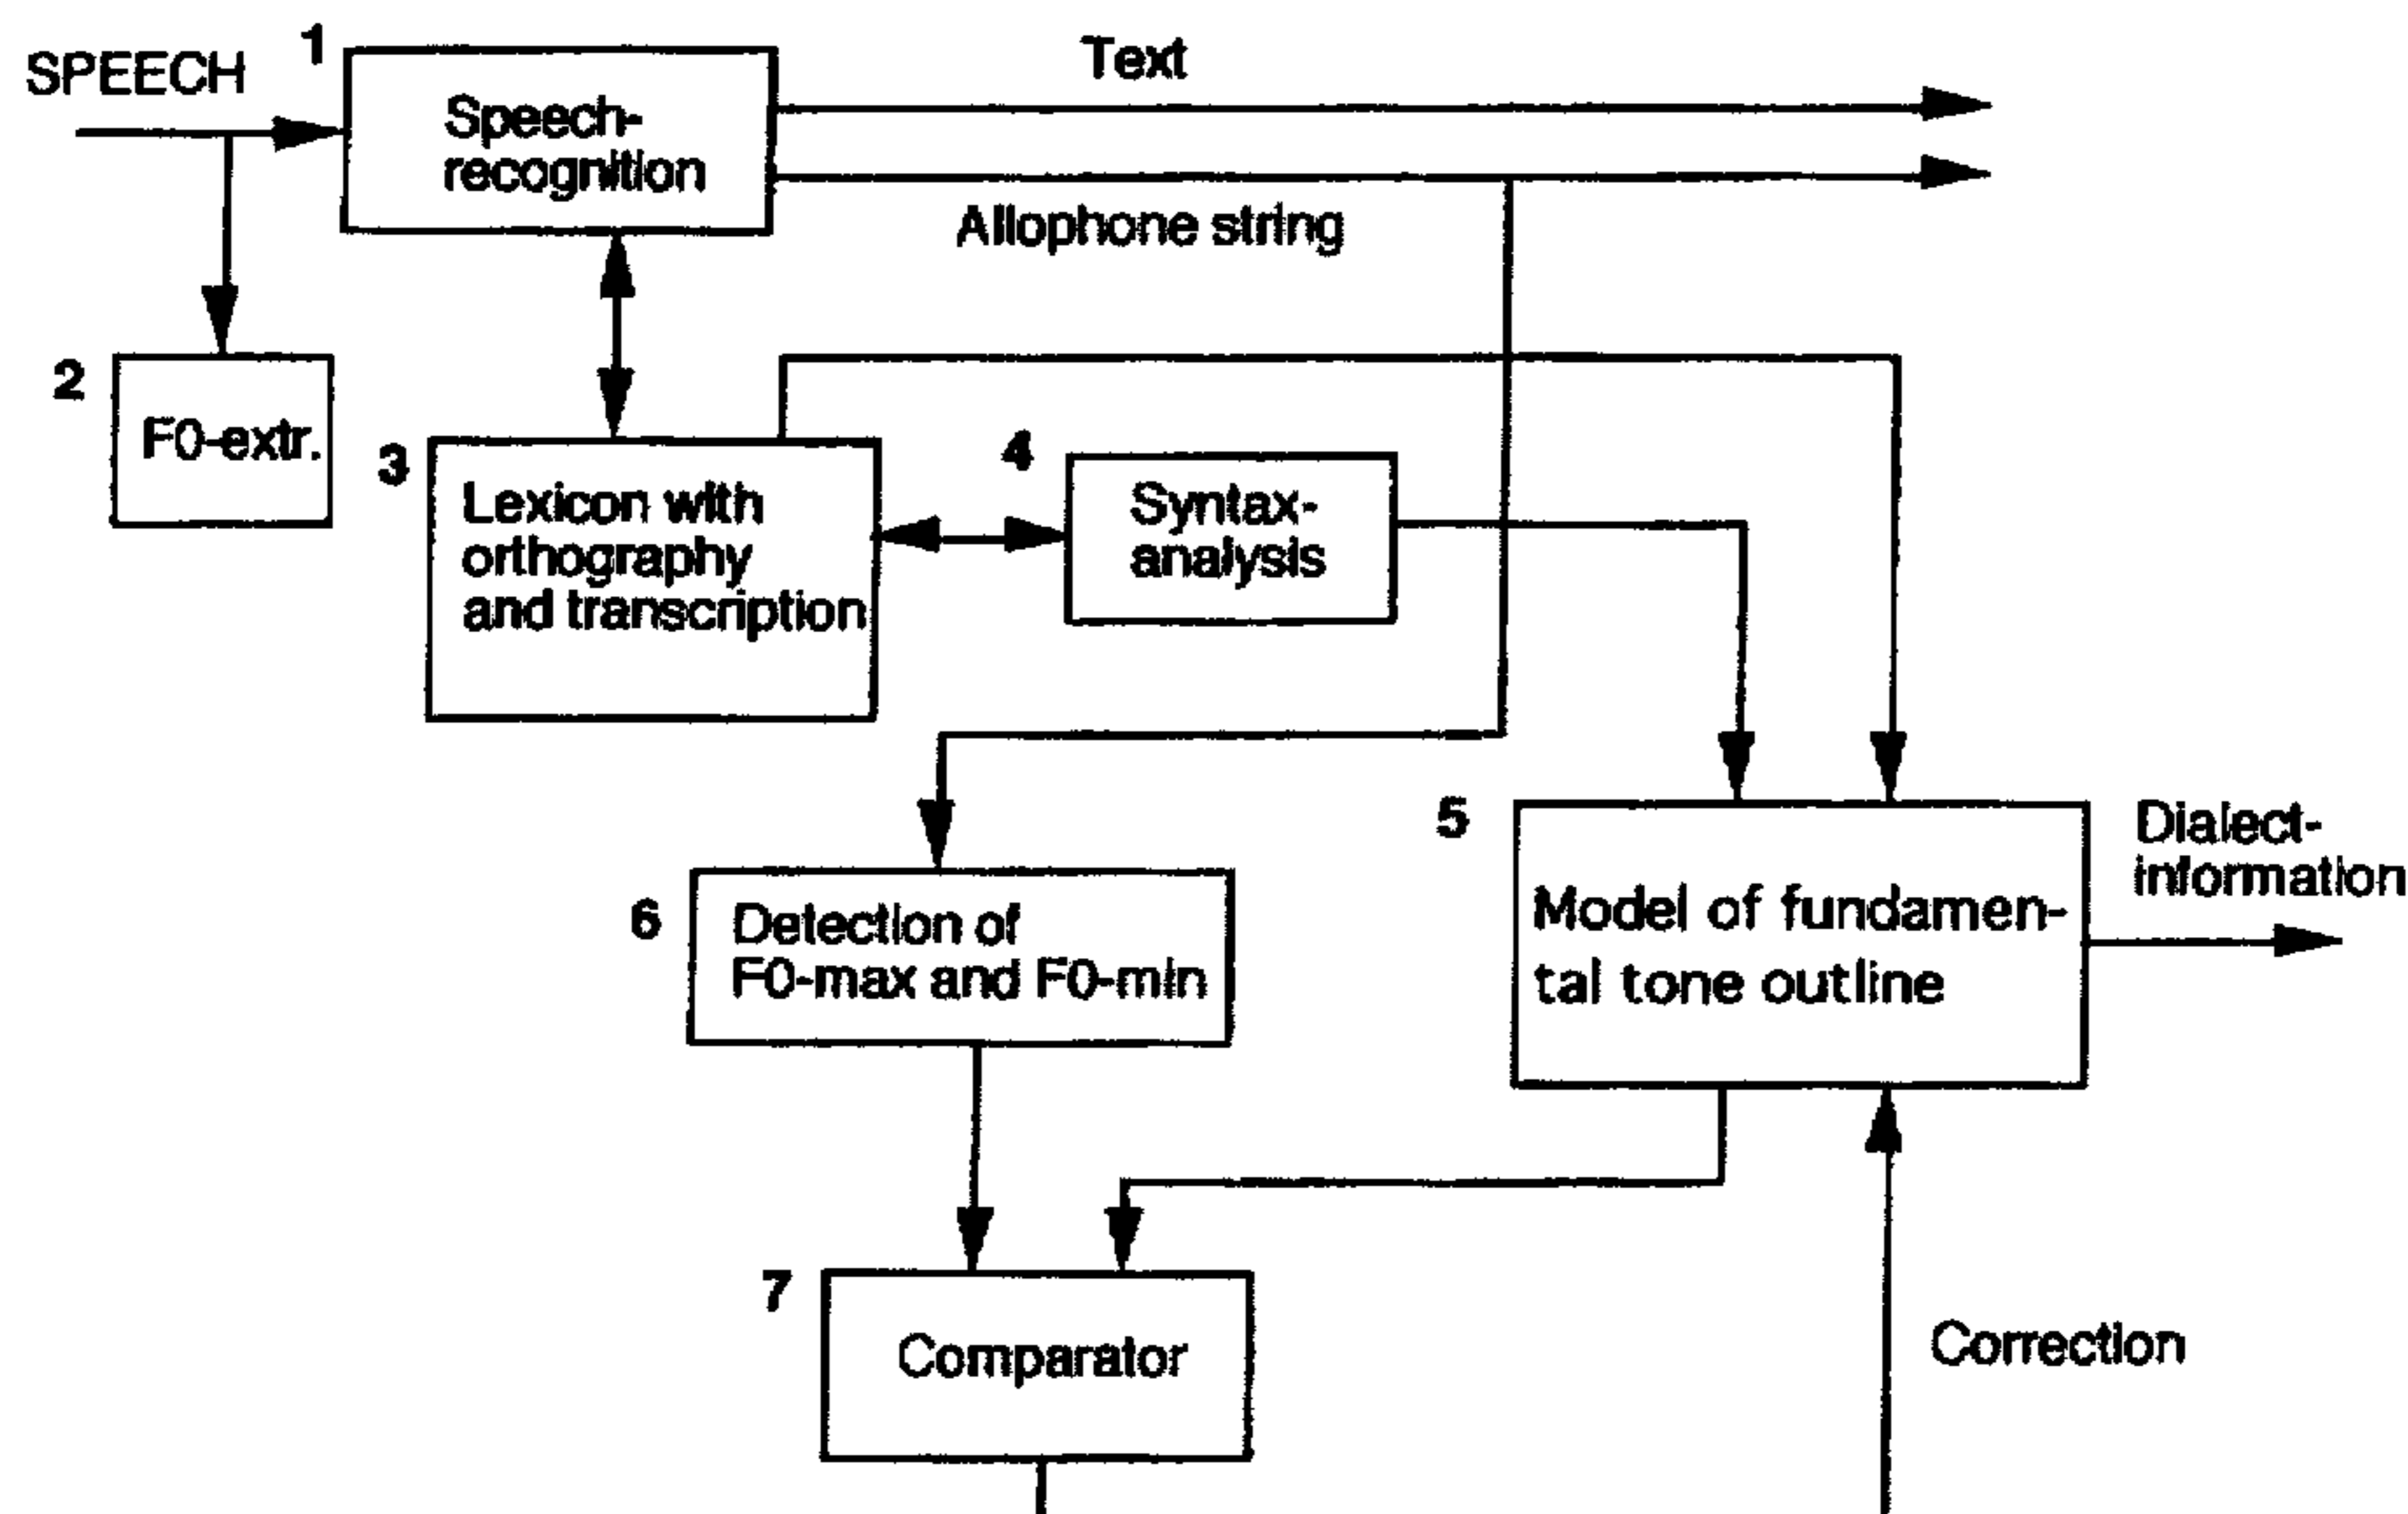 SPEECH
1
Speech-
recognition
Text
Allophone string
2
F0-extr.
3
Lexicon with
orthography
and transcription
4
Syntax-
analysis
5
Model of fundamen-
tal tone outline
Dialect-
information
6
Detection of
F0-max and F0-min
7
Comparator
Correction